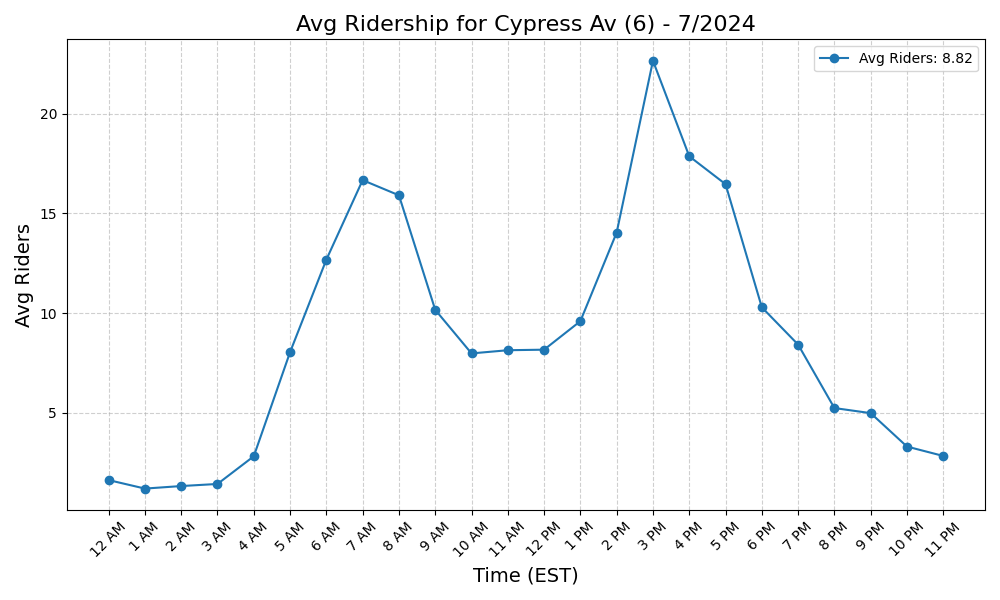 Avg Ridership for Cypress Av (6) - 7/2024
Avg Riders: 8.82
Avg Riders
20
15
10
5
12 AM
1 AM
2 AM
3 AM
4 AM
5 AM
6 AM
7 AM
8 AM
9 AM
10 AM
11 AM
12 PM
1 PM
2 PM
3 PM
4 PM
5 PM
6 PM
7 PM
8 PM
9 PM
10 PM
11 PM
Time (EST)